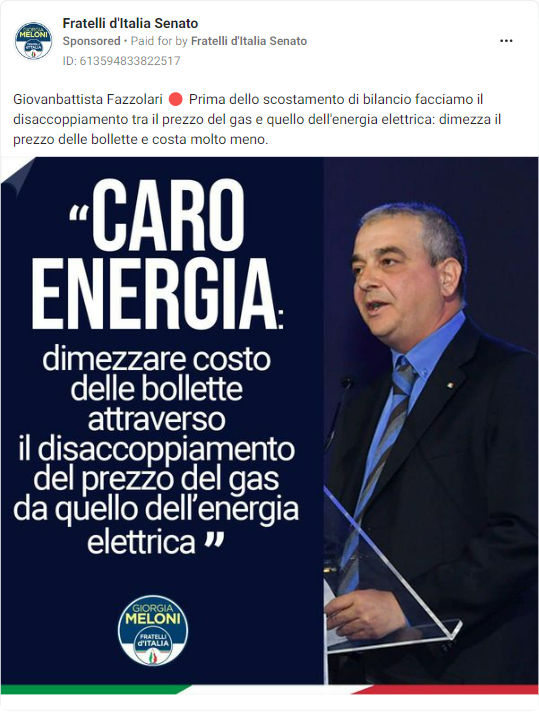 Fratelli d'Italia Senato
Sponsored • Paid for by Fratelli d'Italia Senato
ID: 613594833822517
Giovanbattista Fazzolari 🔴 Prima dello scostamento di bilancio facciamo il
disaccoppiamento tra il prezzo del gas e quello dell'energia elettrica: dimezza il
prezzo delle bollette e costa molto meno.
“CARO
ENERGIA:
dimezzare costo
delle bollette
attraverso
il disaccoppiamento
del prezzo del gas
da quello dell’energia
elettrica ”
GIORGIA
MELONI
FRATELLI
d'ITALIA